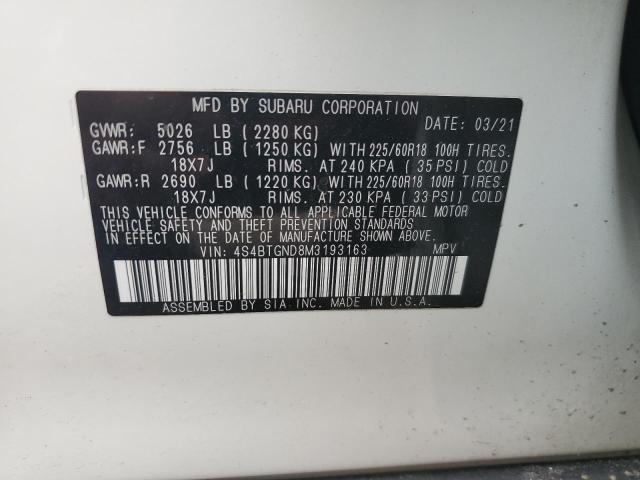 MFD BY SUBARU CORPORATION
DATE: 03/21
GVWR: 5026 LB (2280 KG)
GAWR:F 2756 LB (1250 KG) WITH 225/60R18 100H TIRES.
18X7J RIMS. AT 240 KPA ( 35 PSI) COLD
GAWR:R 2690 LB (1220 KG) WITH 225/60R18 100H TIRES.
18X7J RIMS. AT 230 KPA ( 33 PSI) COLD
THIS VEHICLE CONFORMS TO ALL APPLICABLE FEDERAL MOTOR
VEHICLE SAFETY AND THEFT PREVENTION STANDARDS
IN EFFECT ON THE DATE OF MANUFACTURE SHOWN ABOVE.
VIN: 4S4BTGND8M3193163 MPV
ASSEMBLED BY SIA INC. MADE IN U.S.A.